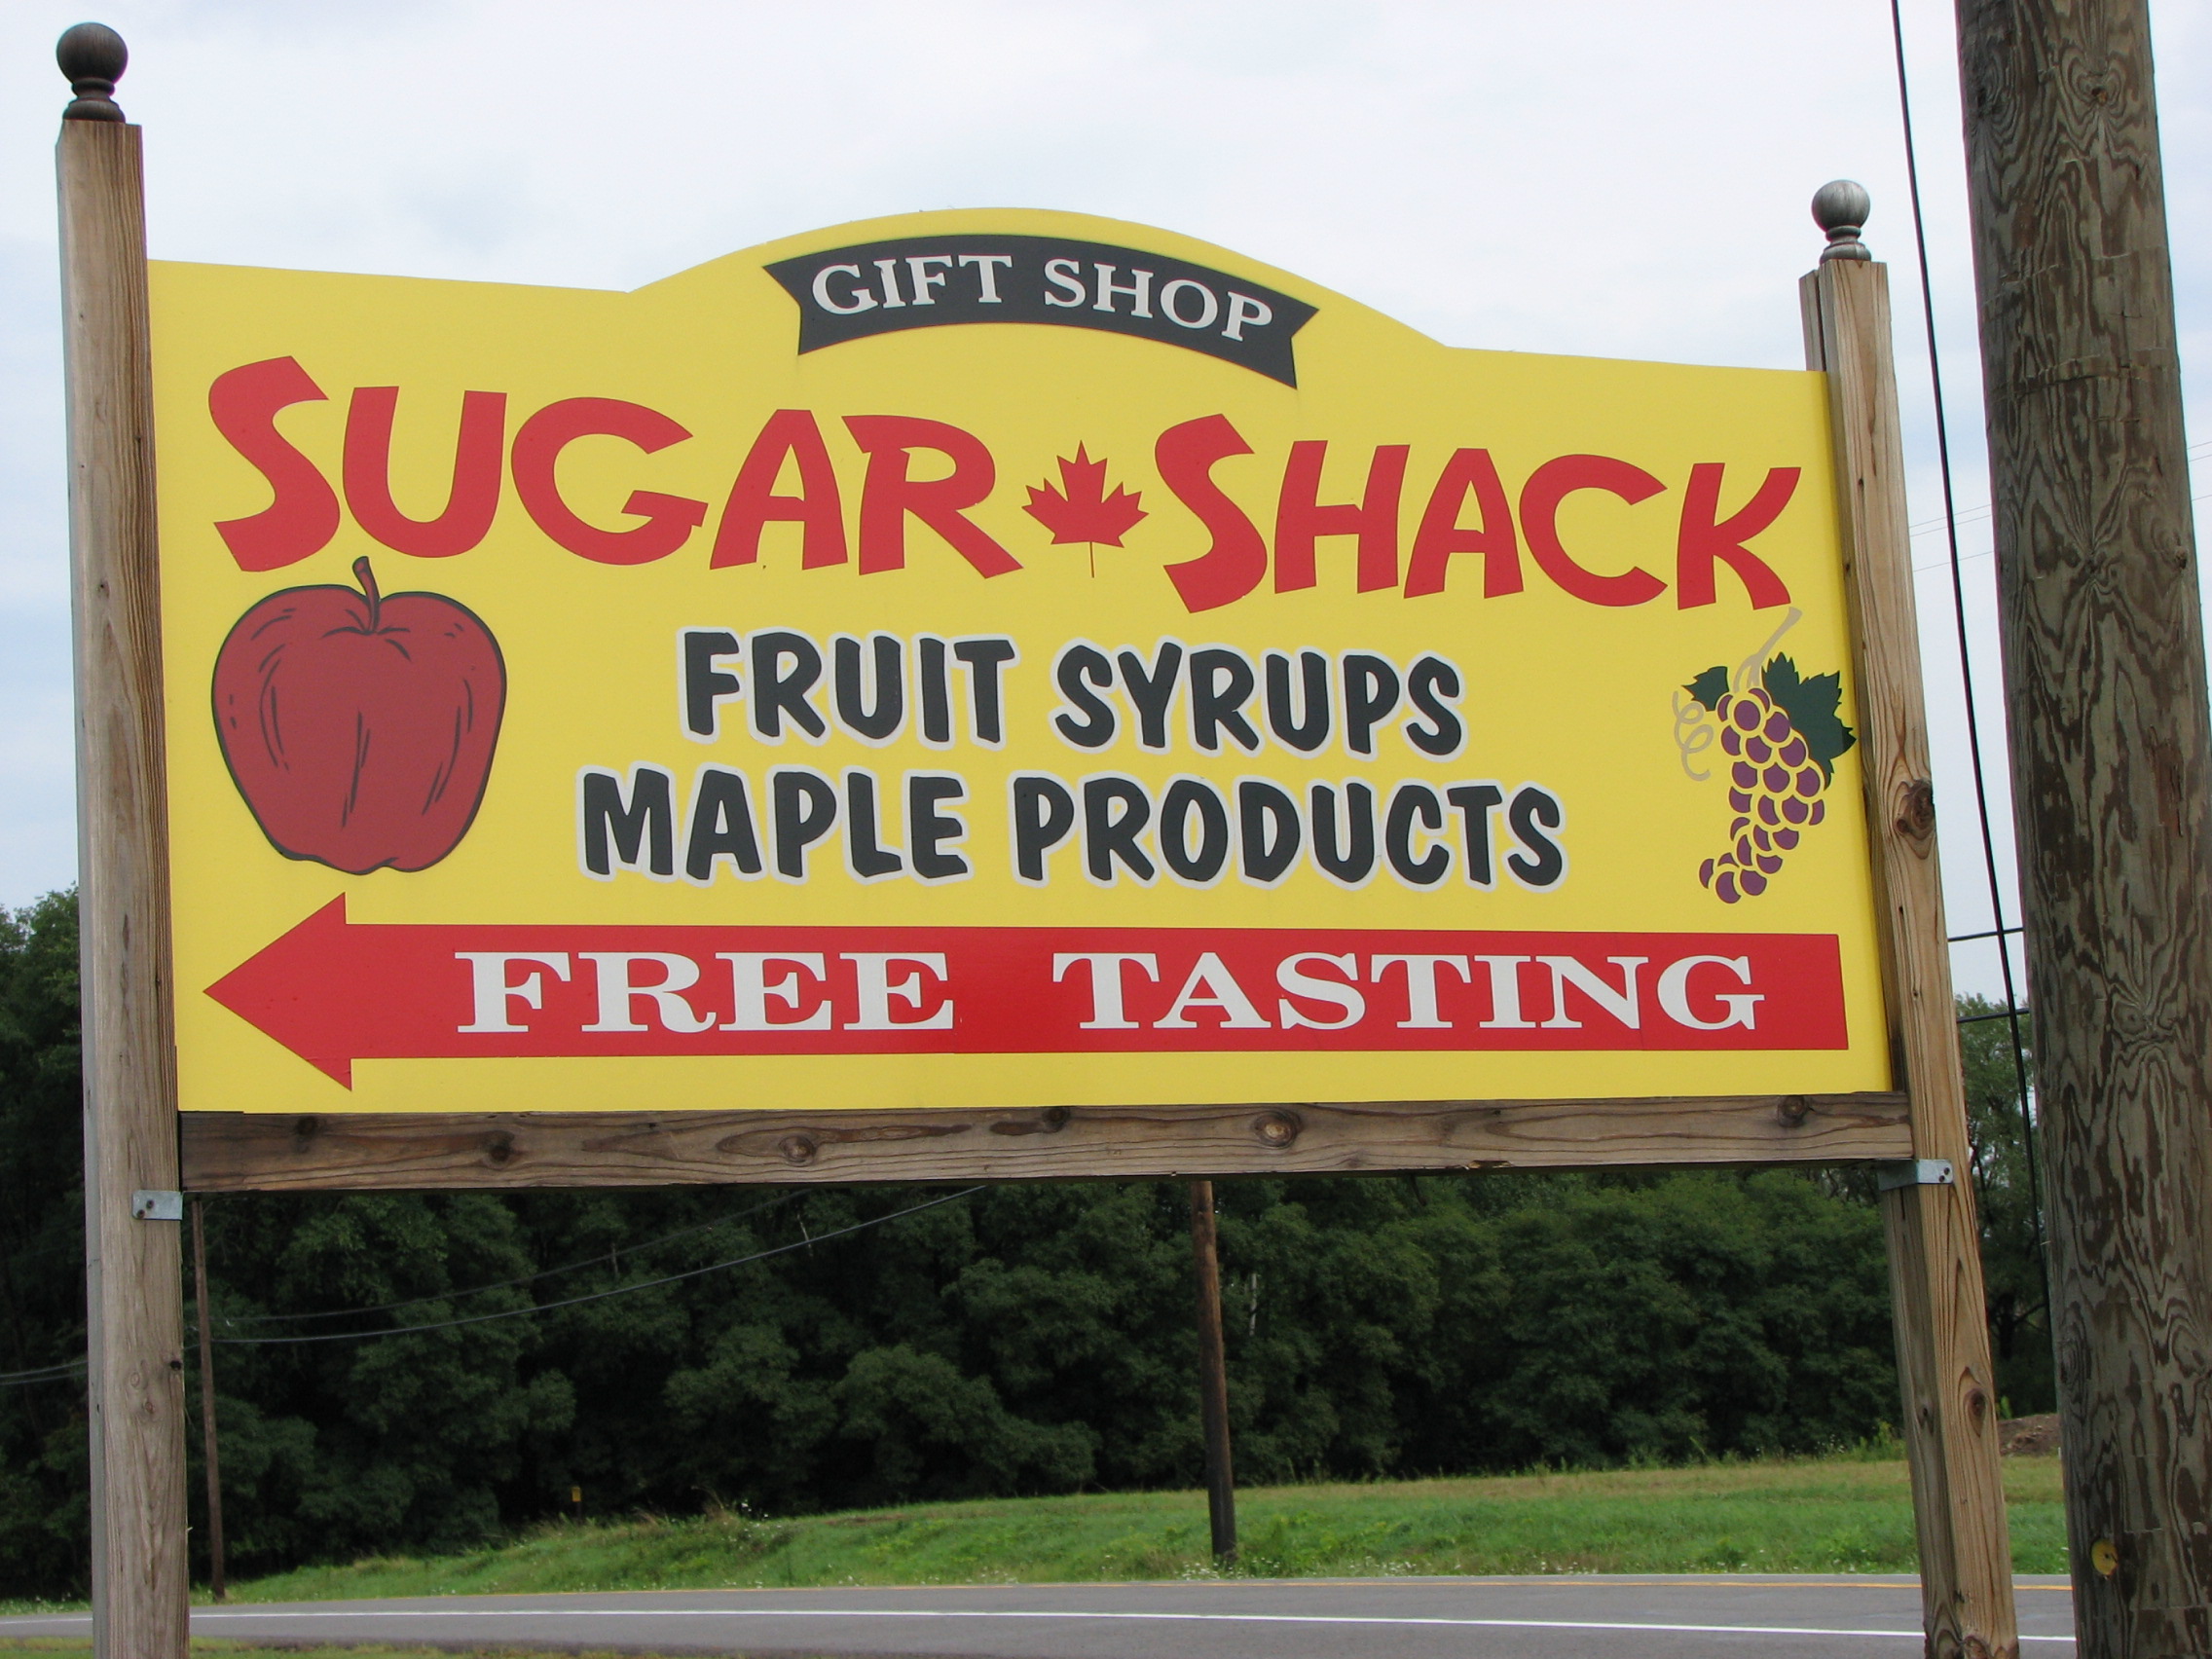 GIFT SHOP
SUGAR SHACK
FRUIT SYRUPS
MAPLE PRODUCTS
FREE TASTING